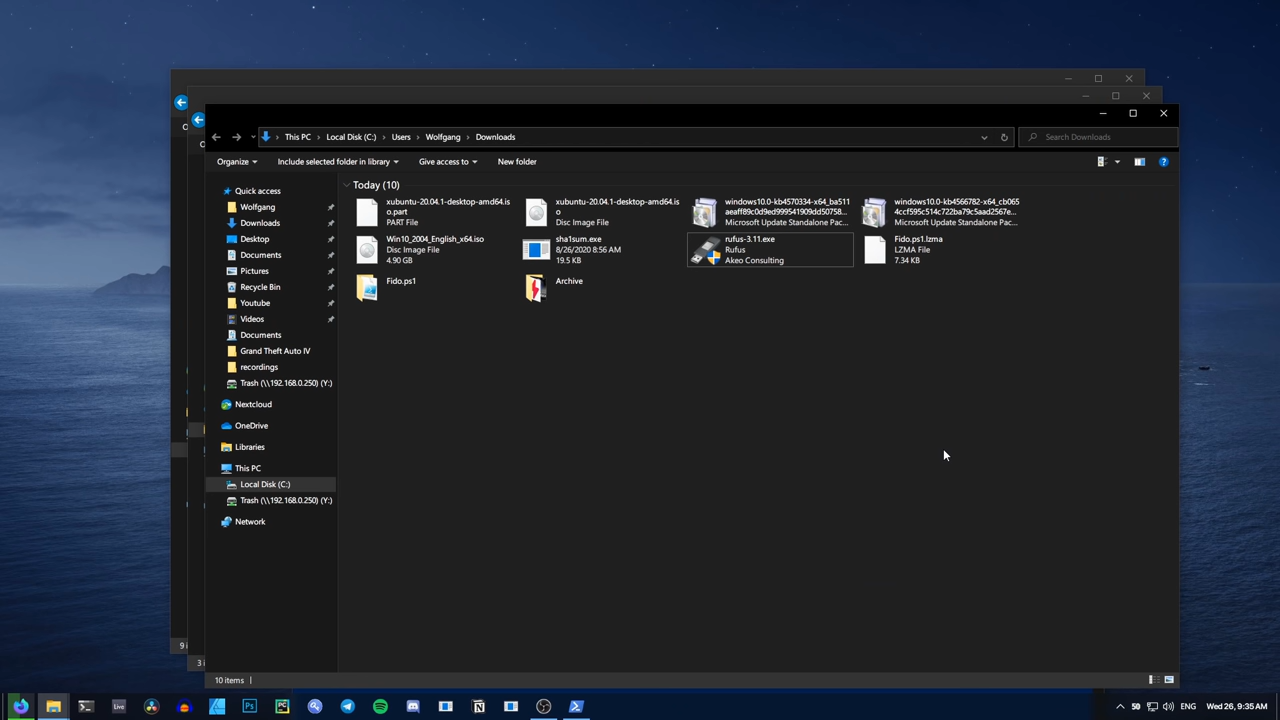 This PC > Local Disk (C:) > Users > Wolfgang > Downloads
Search Downloads
Organize
Include selected folder in library
Give access to
New folder
Quick access
Wolfgang
Downloads
Desktop
Documents
Pictures
Recycle Bin
Youtube
Videos
Documents
Grand Theft Auto IV
recordings
Trash (\\192.168.0.250) (Y:)
Nextcloud
OneDrive
Libraries
This PC
Local Disk (C:)
Trash (\\192.168.0.250) (Y:)
Network
Today (10)
xubuntu-20.04.1-desktop-amd64.is
o.part
PART File
xubuntu-20.04.1-desktop-amd64.is
o
Disc Image File
windows10.0-kb4570334-x64_ba511
aeaff89c0d9ed999541909dd50758...
Microsoft Update Standalone Pac...
windows10.0-kb4566782-x64_cb065
4ccf595c514c722ba79c5aad2567e...
Microsoft Update Standalone Pac...
Win10_2004_English_x64.iso
Disc Image File
4.90 GB
sha1sum.exe
8/26/2020 8:56 AM
19.5 KB
rufus-3.11.exe
Rufus
Akeo Consulting
Fido.ps1.lzma
LZMA File
7.34 KB
Fido.ps1
Archive
9 i
3 i
10 items
Live
Ps
PC
50
ENG
Wed 26, 9:35 AM